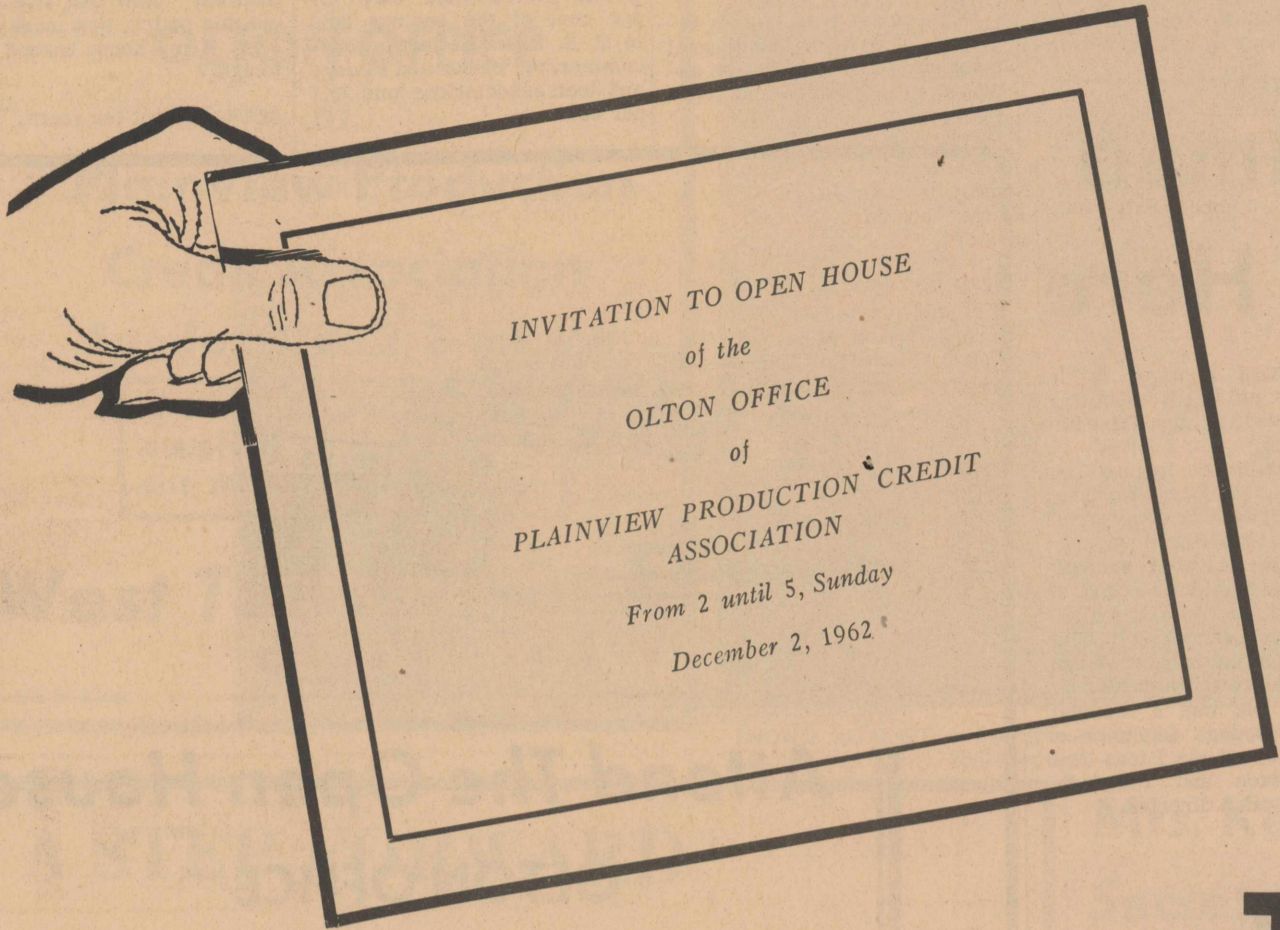 INVITATION TO OPEN HOUSE
of the
OLTON OFFICE
of
PLAINVIEW PRODUCTION CREDIT
ASSOCIATION
From 2 until 5, Sunday
December 2, 1962